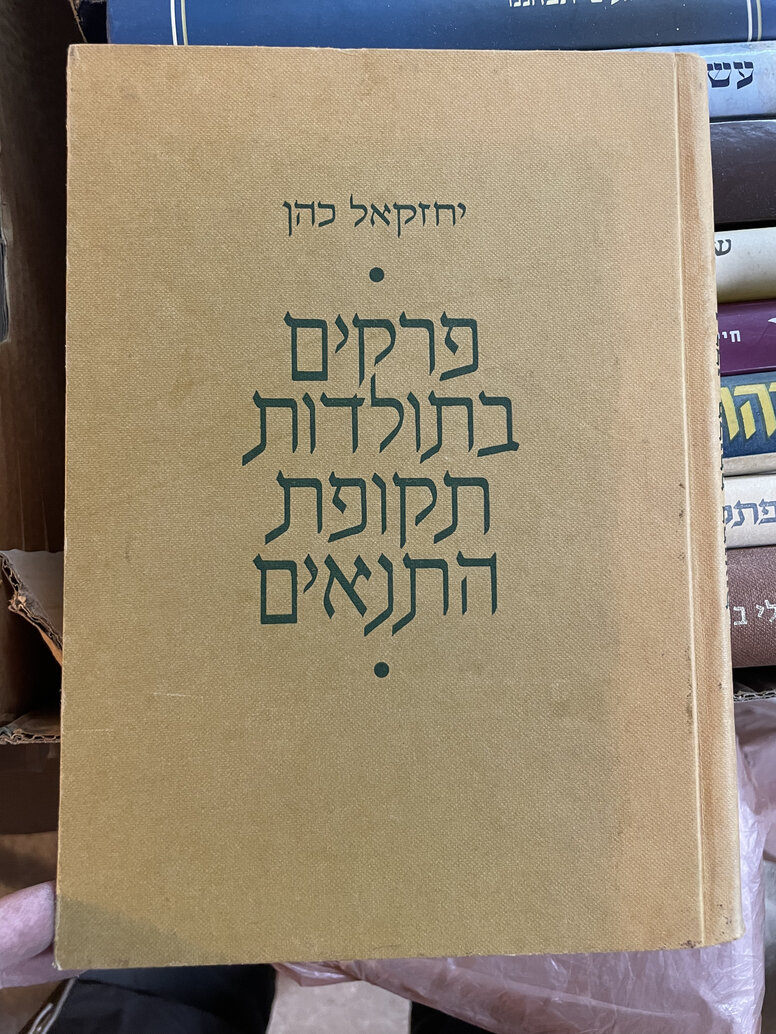 יחזקאל כהן
•
פרקים
בתולדות
תקופת
התנאים
•